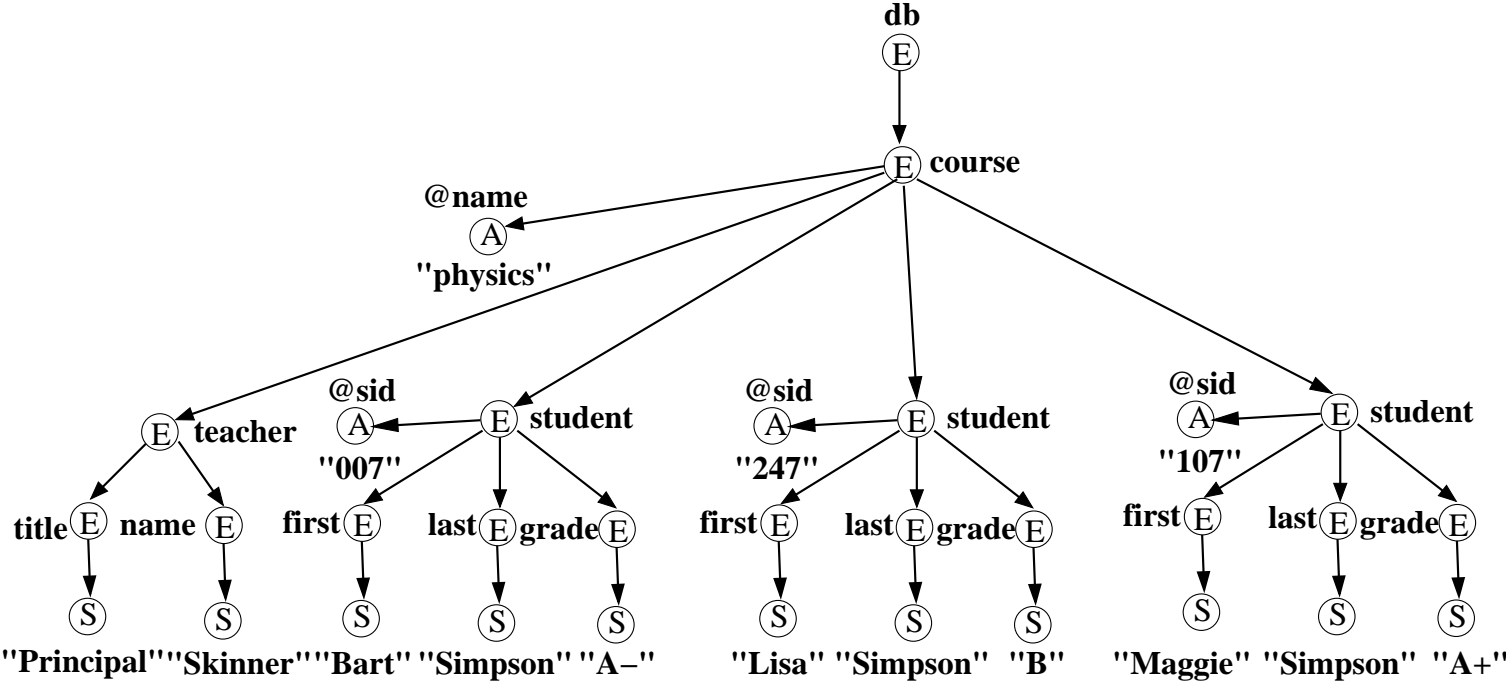 db
E
E course
@name
A
"physics"
@sid @sid @sid
E teacher A E student A E student A E student
"007" "247" "107"
title E name E first E last E grade E first E last E grade E first E last E grade E
S S S S S S S S S S S
"Principal" "Skinner" "Bart" "Simpson" "A−" "Lisa" "Simpson" "B" "Maggie" "Simpson" "A+"